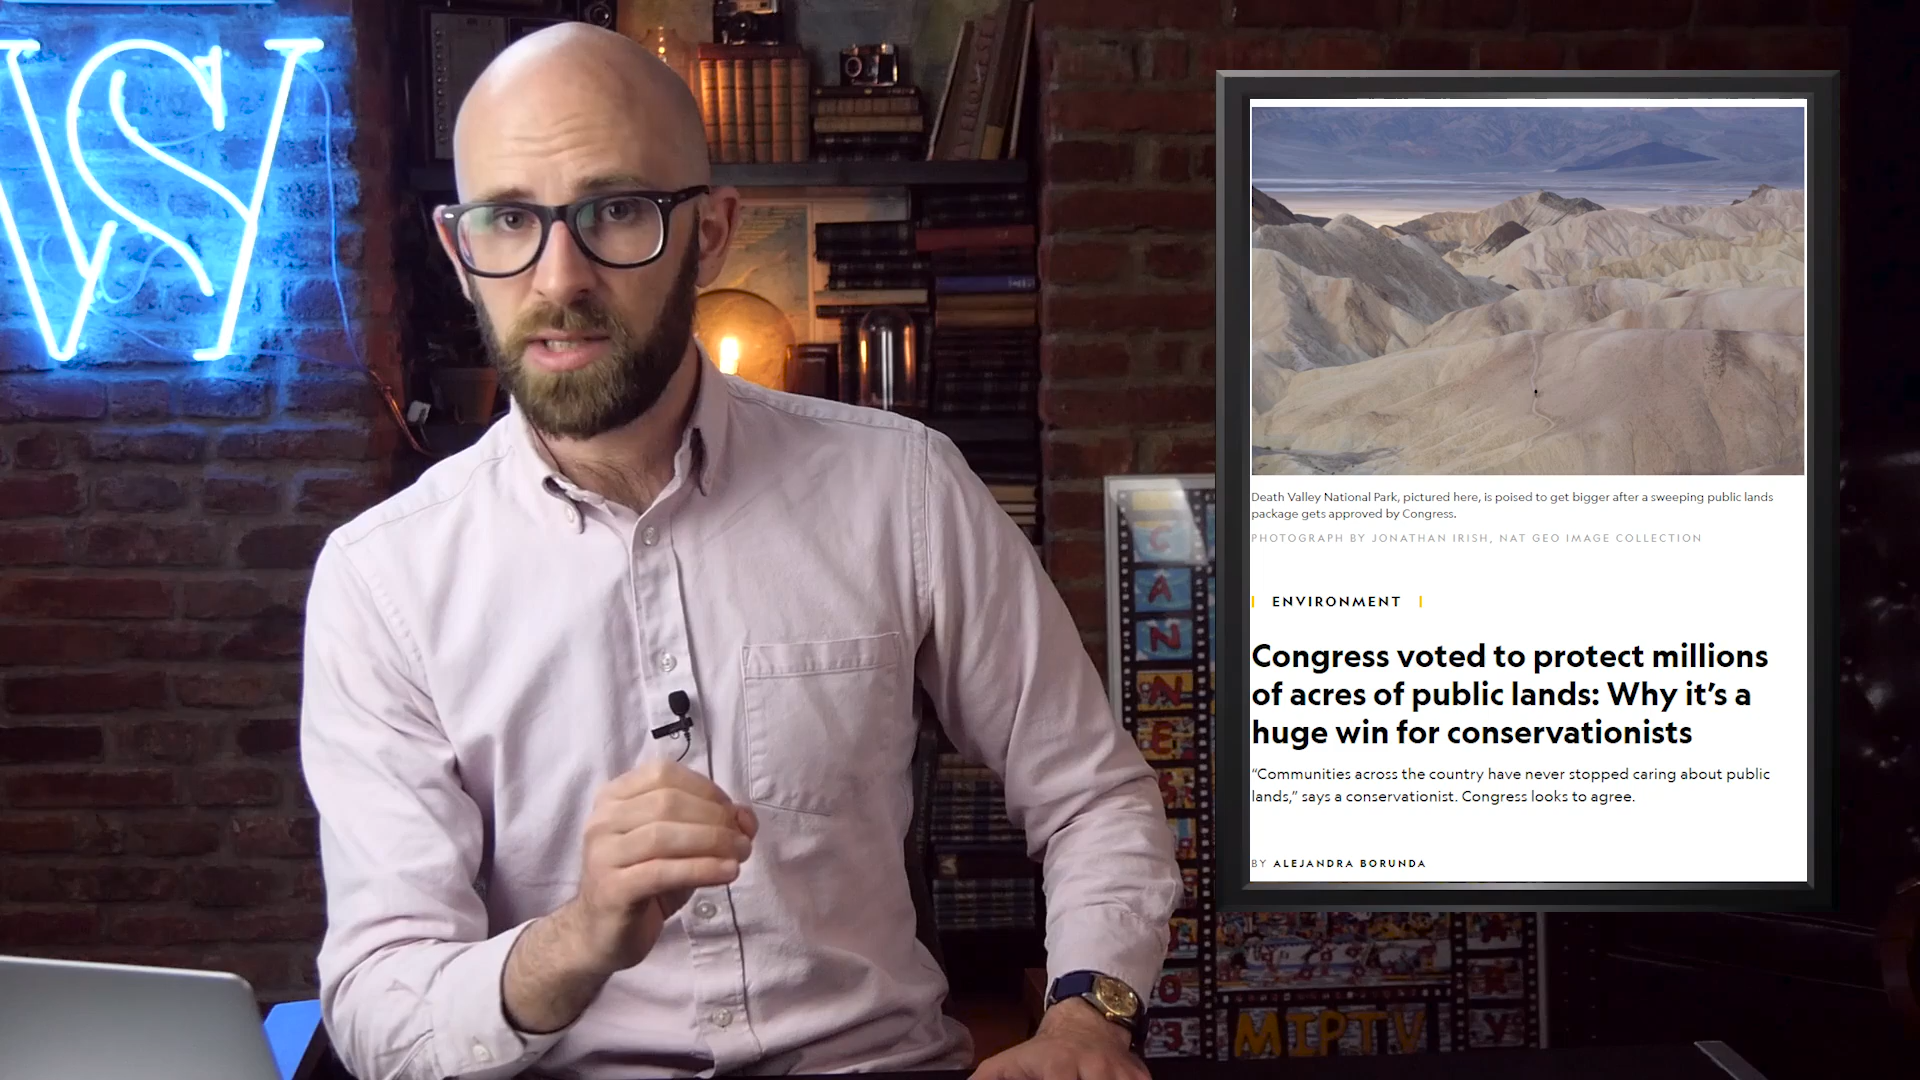 VS
Death Valley National Park, pictured here, is poised to get bigger after a sweeping public lands
package gets approved by Congress.
PHOTOGRAPH BY JONATHAN IRISH, NAT GEO IMAGE COLLECTION
ENVIRONMENT
Congress voted to protect millions
of acres of public lands: Why it’s a
huge win for conservationists
“Communities across the country have never stopped caring about public
lands,” says a conservationist. Congress looks to agree.
BY ALEJANDRA BORUNDA
CANNES
MIPTV